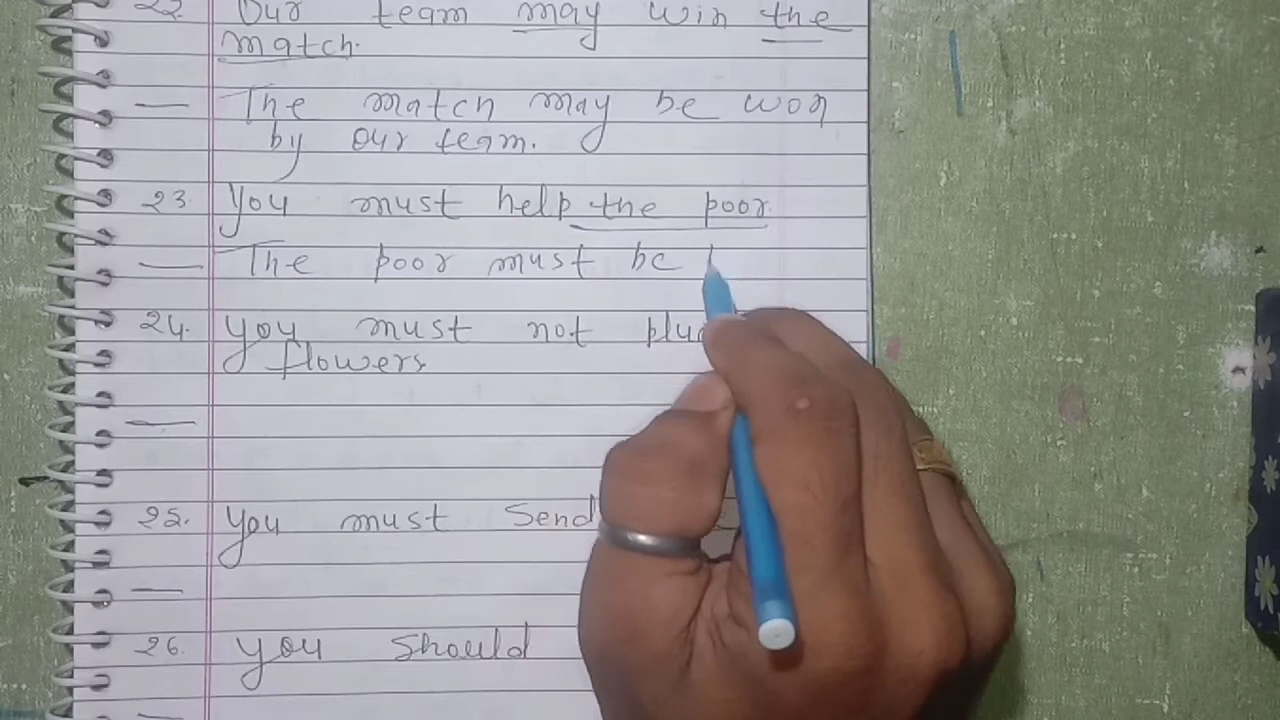 22. Our team may win the
match.
— The match may be won
by our team.
23. You must help the poor.
— The poor must be
24. You must not
flowers
—
25. You must Send
—
26. You Should
—